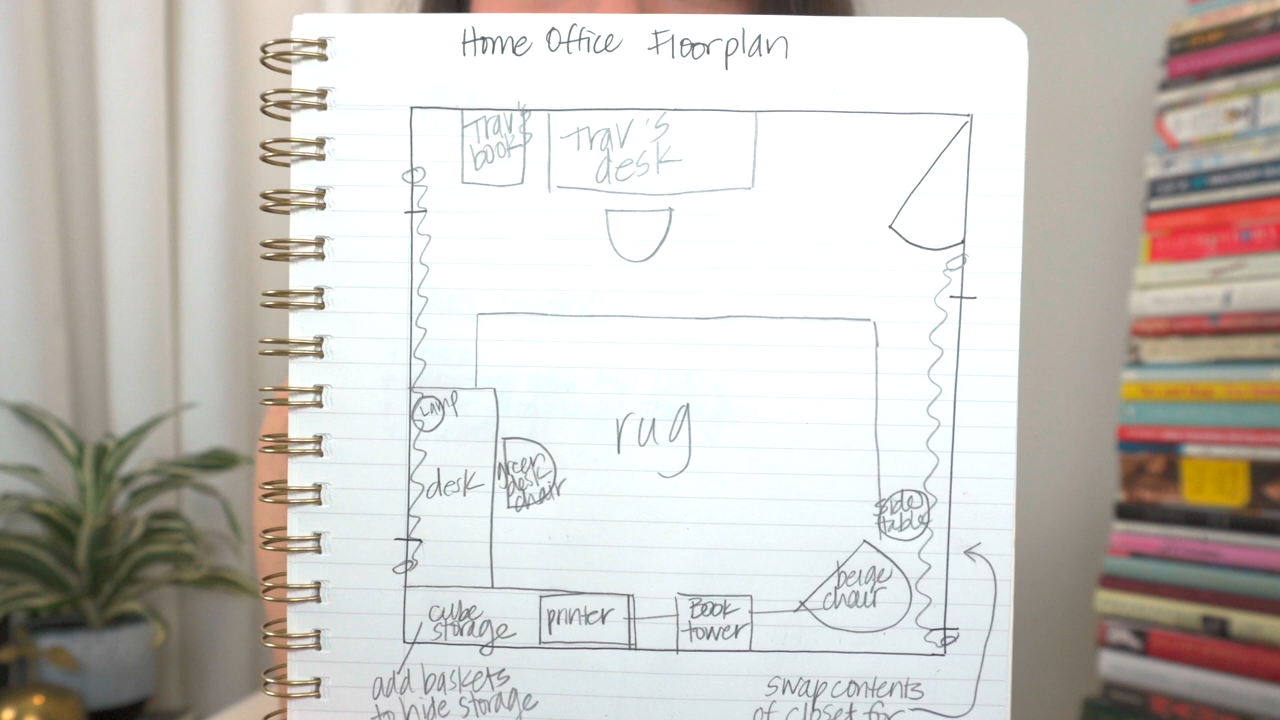 Home Office Floorplan
Trav's
books
Trav's
desk
Lamp
rug
desk
nicer
desk
chair
side
table
beige
chair
cube
storage
printer
Book
tower
add baskets
to hide storage
swap contents
of closet for